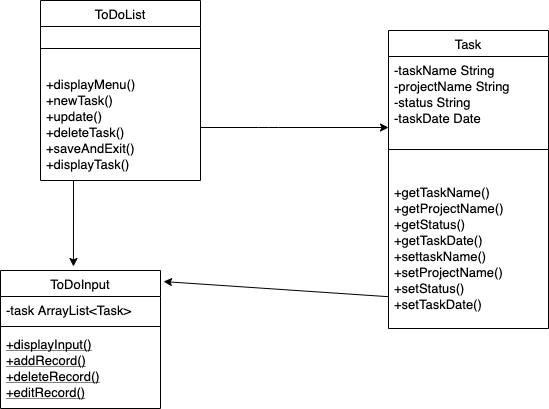 ToDoList
+displayMenu()
+newTask()
+update()
+deleteTask()
+saveAndExit()
+displayTask()
Task
-taskName String
-projectName String
-status String
-taskDate Date
+getTaskName()
+getProjectName()
+getStatus()
+getTaskDate()
+settaskName()
+setProjectName()
+setStatus()
+setTaskDate()
ToDoInput
-task ArrayList<Task>
+displayInput()
+addRecord()
+deleteRecord()
+editRecord()